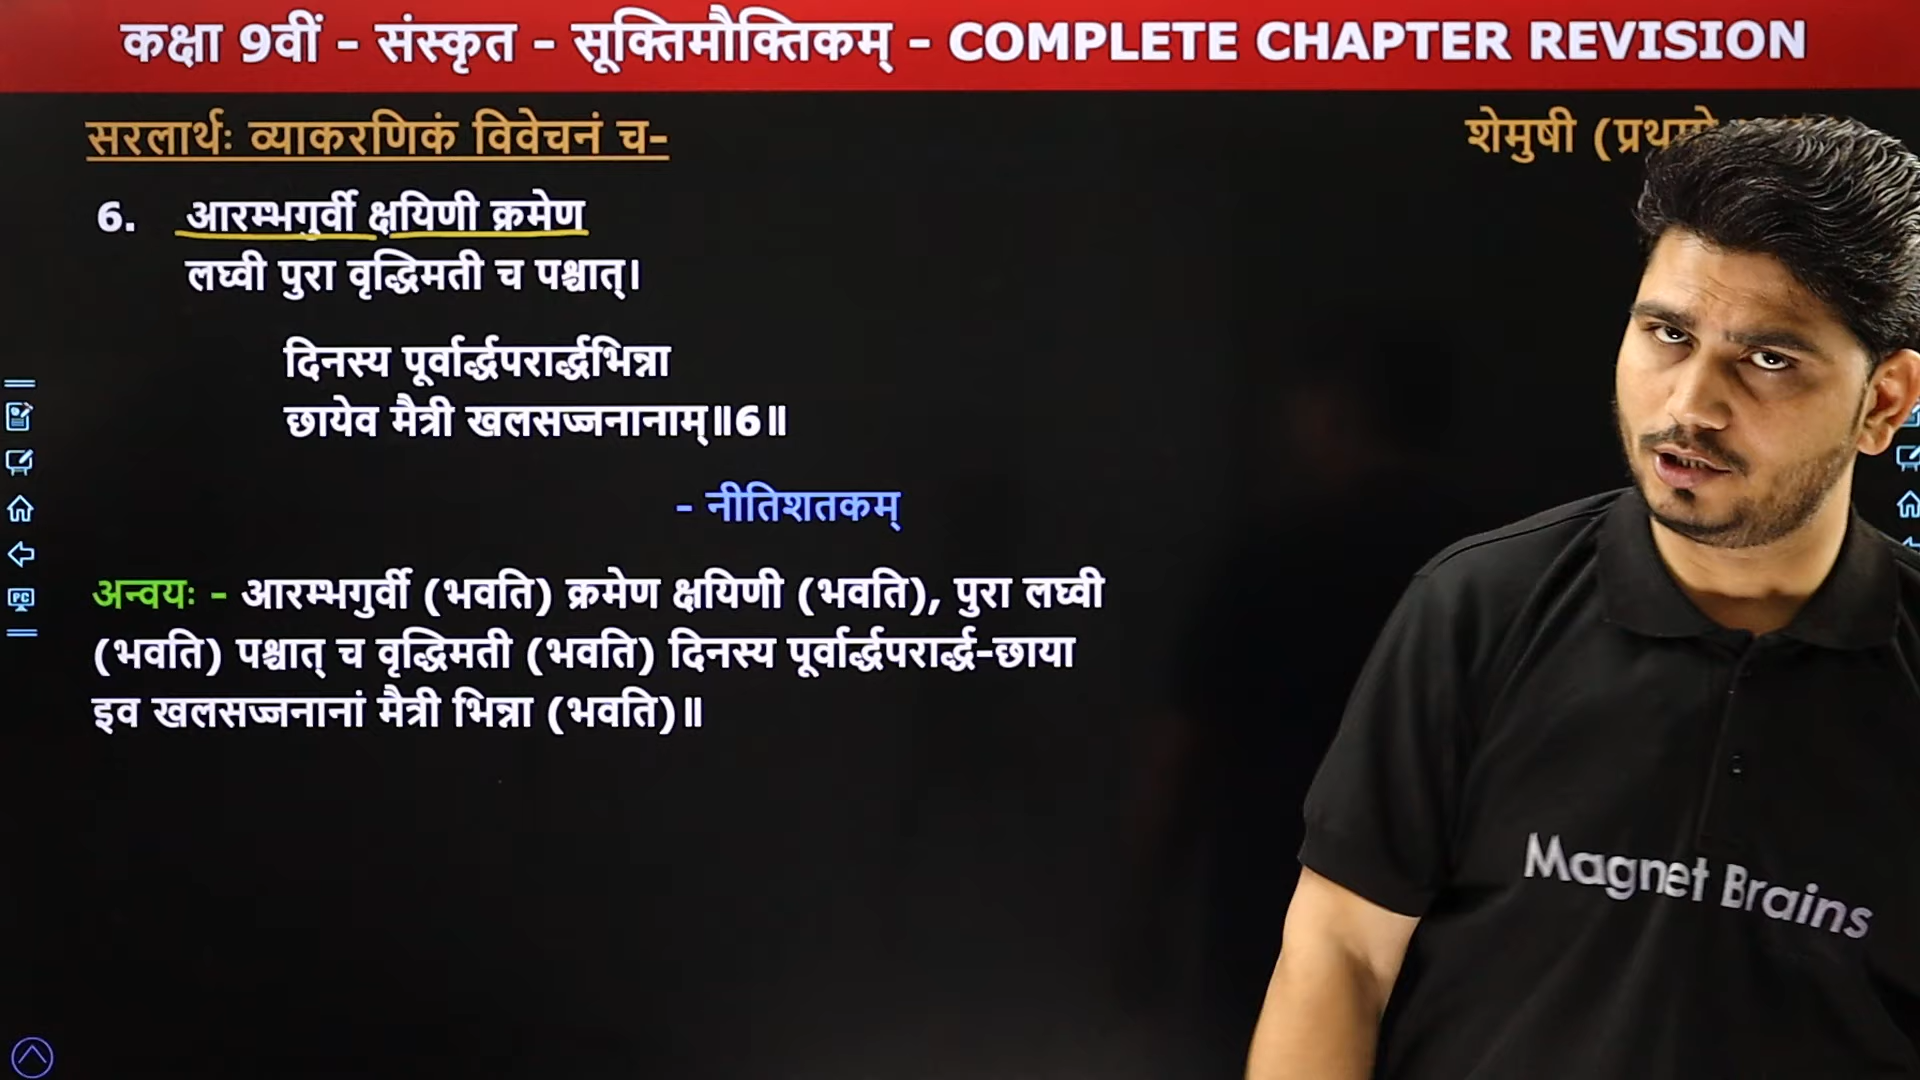 कक्षा 9वीं - संस्कृत - सूक्तिमौक्तिकम् - COMPLETE CHAPTER REVISION
सरलार्थः व्याकरणिकं विवेचनं च-
शेमुषी
6. आरम्भगुर्वी क्षयिणी क्रमेण
लघ्वी पुरा वृद्धिमती च पश्चात्।
दिनस्य पूर्वार्द्धपरार्द्धभिन्ना
छायेव मैत्री खलसज्जनानाम्॥6॥
- नीतिशतकम्
अन्वयः - आरम्भगुर्वी (भवति) क्रमेण क्षयिणी (भवति), पुरा लघ्वी
(भवति) पश्चात् च वृद्धिमती (भवति) दिनस्य पूर्वार्द्धपरार्द्ध-छाया
इव खलसज्जनानां मैत्री भिन्ना (भवति)॥
PC
Magnet Brains